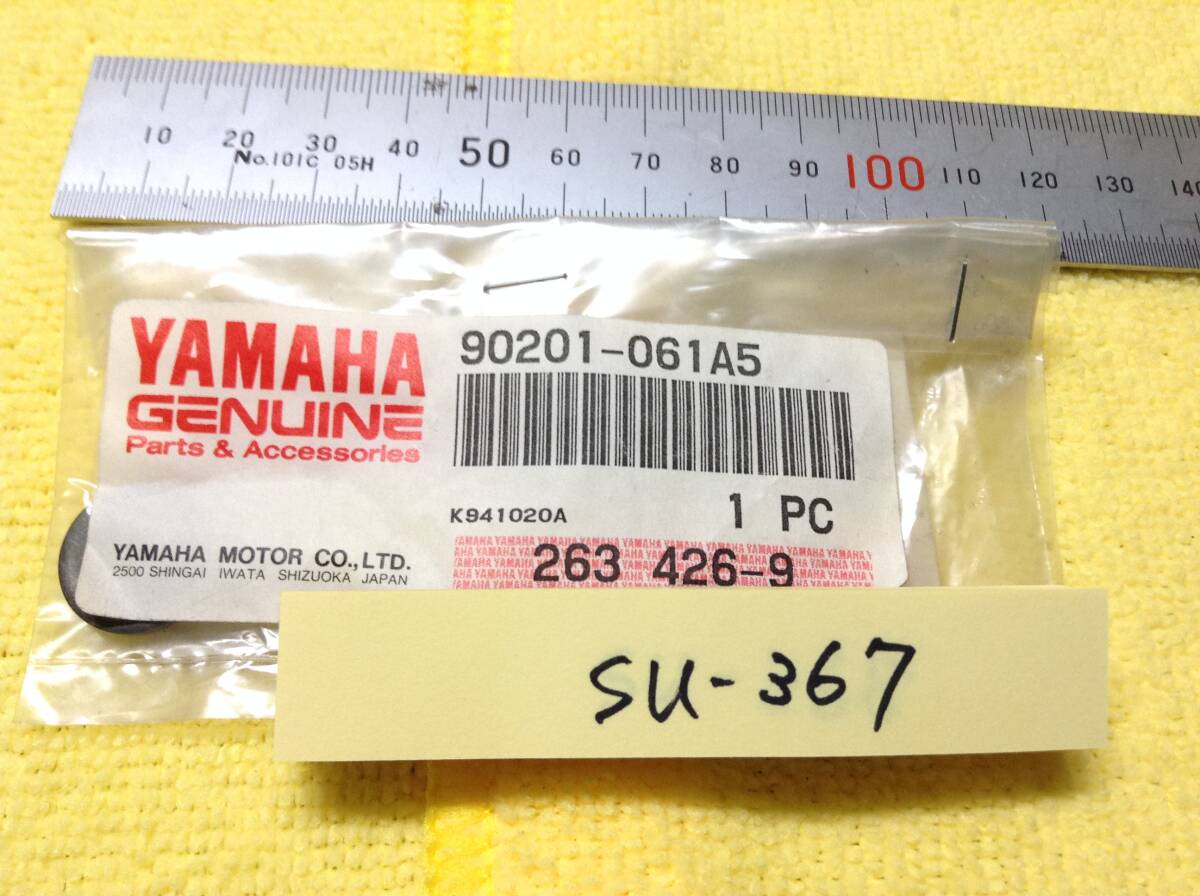 10 20 30 40 50 60 70 80 90 100 110 120 130 140
No.101C 05H
YAMAHA
GENUINE
Parts & Accessories
90201-061A5
K941020A
1 PC
YAMAHA MOTOR CO.,LTD.
2500 SHINGAI IWATA SHIZUOKA JAPAN
263 426-9
SU-367